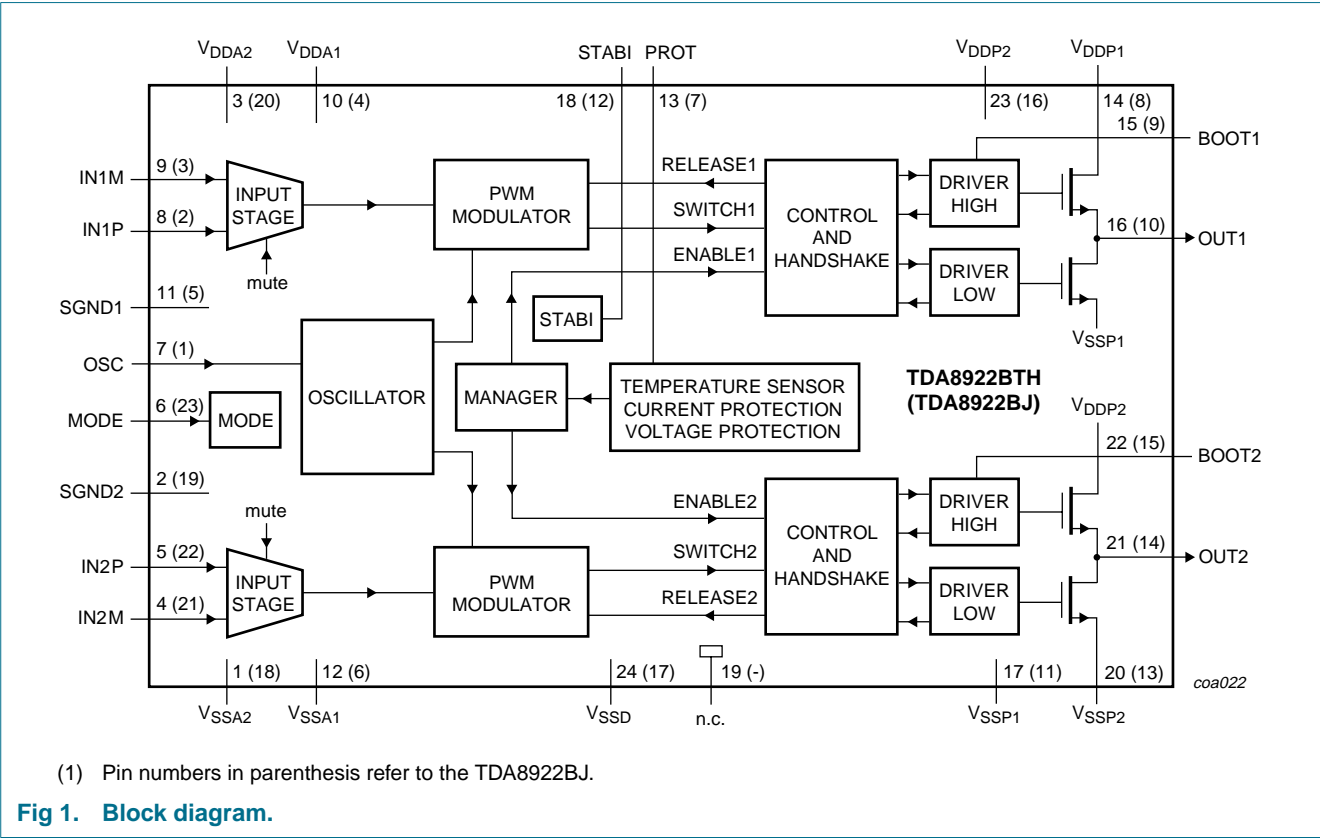 VDDA2
VDDA1
STABI PROT
VDDP2
VDDP1
3 (20)
10 (4)
18 (12)
13 (7)
23 (16)
14 (8)
15 (9)
BOOT1
IN1M
9 (3)
INPUT
STAGE
IN1P
8 (2)
mute
PWM
MODULATOR
RELEASE1
SWITCH1
ENABLE1
CONTROL
AND
HANDSHAKE
DRIVER
HIGH
DRIVER
LOW
16 (10)
OUT1
VSSP1
SGND1
11 (5)
OSC
7 (1)
MODE
6 (23)
MODE
OSCILLATOR
STABI
MANAGER
TEMPERATURE SENSOR
CURRENT PROTECTION
VOLTAGE PROTECTION
TDA8922BTH
(TDA8922BJ)
VDDP2
22 (15)
BOOT2
SGND2
2 (19)
mute
IN2P
5 (22)
INPUT
STAGE
IN2M
4 (21)
PWM
MODULATOR
ENABLE2
SWITCH2
RELEASE2
CONTROL
AND
HANDSHAKE
DRIVER
HIGH
DRIVER
LOW
21 (14)
OUT2
1 (18)
12 (6)
24 (17)
19 (-)
17 (11)
20 (13)
VSSA2
VSSA1
VSSD
n.c.
VSSP1
VSSP2
coa022
(1) Pin numbers in parenthesis refer to the TDA8922BJ.
Fig 1. Block diagram.